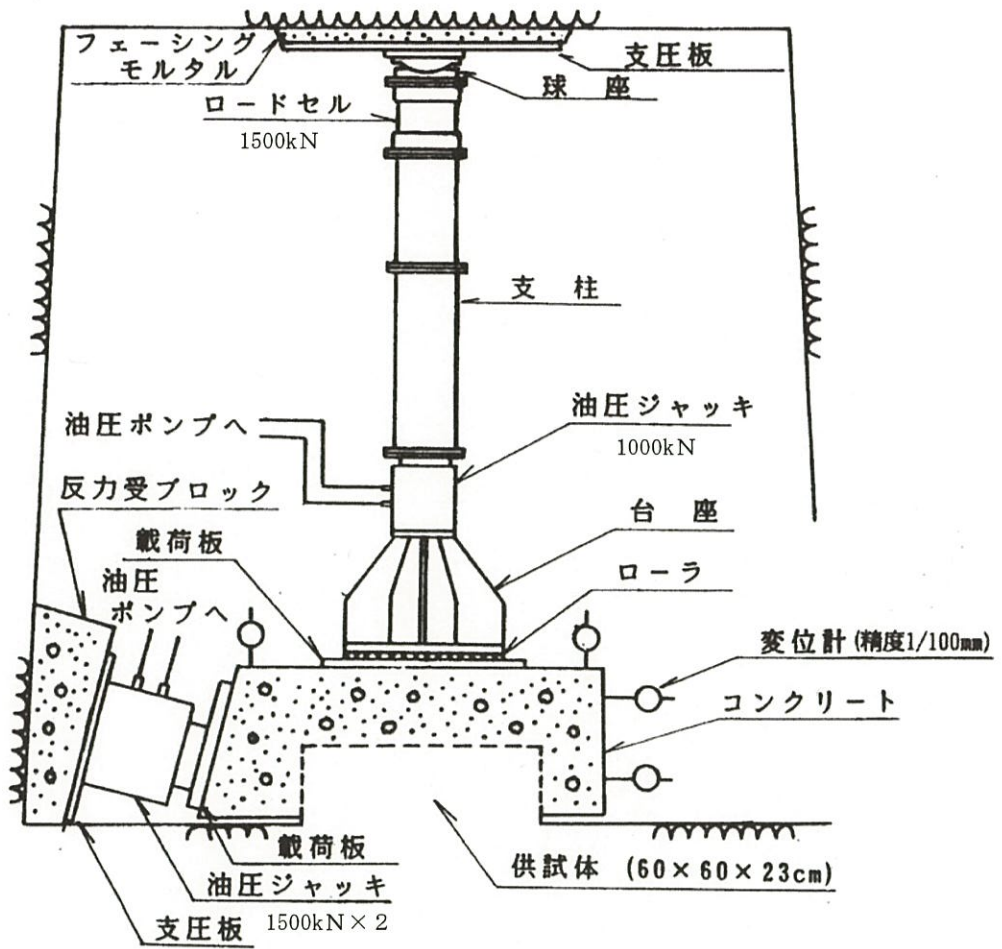 フェーシング
モルタル
支圧板
球座
ロードセル
1500kN
支柱
油圧ポンプへ
油圧ジャッキ
1000kN
反力受ブロック
台座
載荷板
ローラ
油圧
ポンプへ
変位計(精度1/100mm)
コンクリート
載荷板
供試体 (60×60×23cm)
油圧ジャッキ
1500kN×2
支圧板